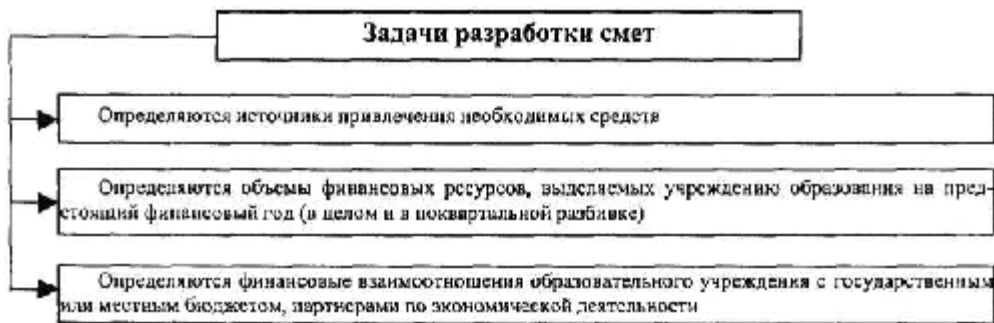 Задачи разработки смет
Определяются источники привлечения необходимых средств
Определяются объемы финансовых ресурсов, выделяемых учреждению образования на пред-
стоящий финансовый год (в целом и в поквартальной разбивке)
Определяются финансовые взаимоотношения образовательного учреждения с государственным
или местным бюджетом, партнерами по экономической деятельности